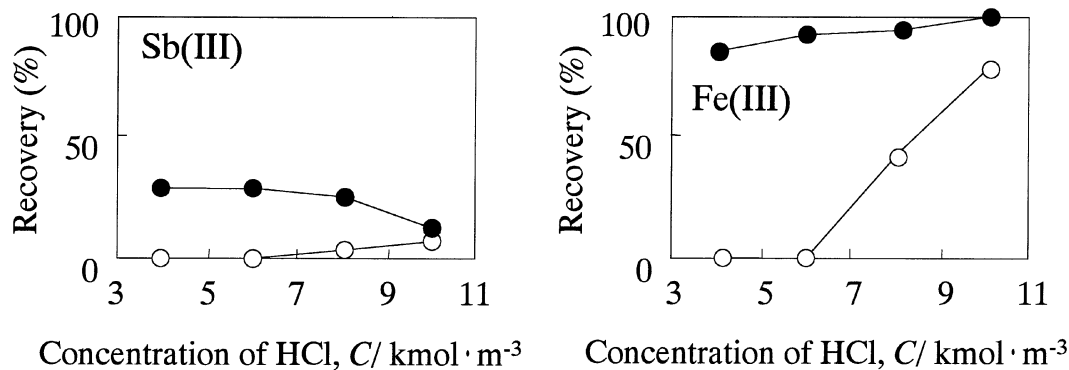 100
Sb(III)
50
0
3 5 7 9 11
Recovery (%)
Concentration of HCl, C/ kmol · m-3
100
Fe(III)
50
0
3 5 7 9 11
Recovery (%)
Concentration of HCl, C/ kmol · m-3